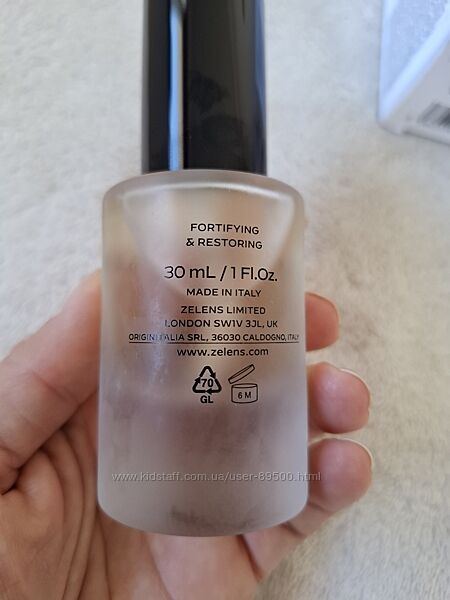 FORTIFYING
& RESTORING
30 mL / 1 Fl.Oz.
MADE IN ITALY
ZELENS LIMITED
LONDON SW1V 3JL, UK
ORIGINITALIA SRL, 36030 CALDOGNO, ITALY
www.zelens.com
70
GL
6 M
www.kidstaff.com.ua/user-89500.html